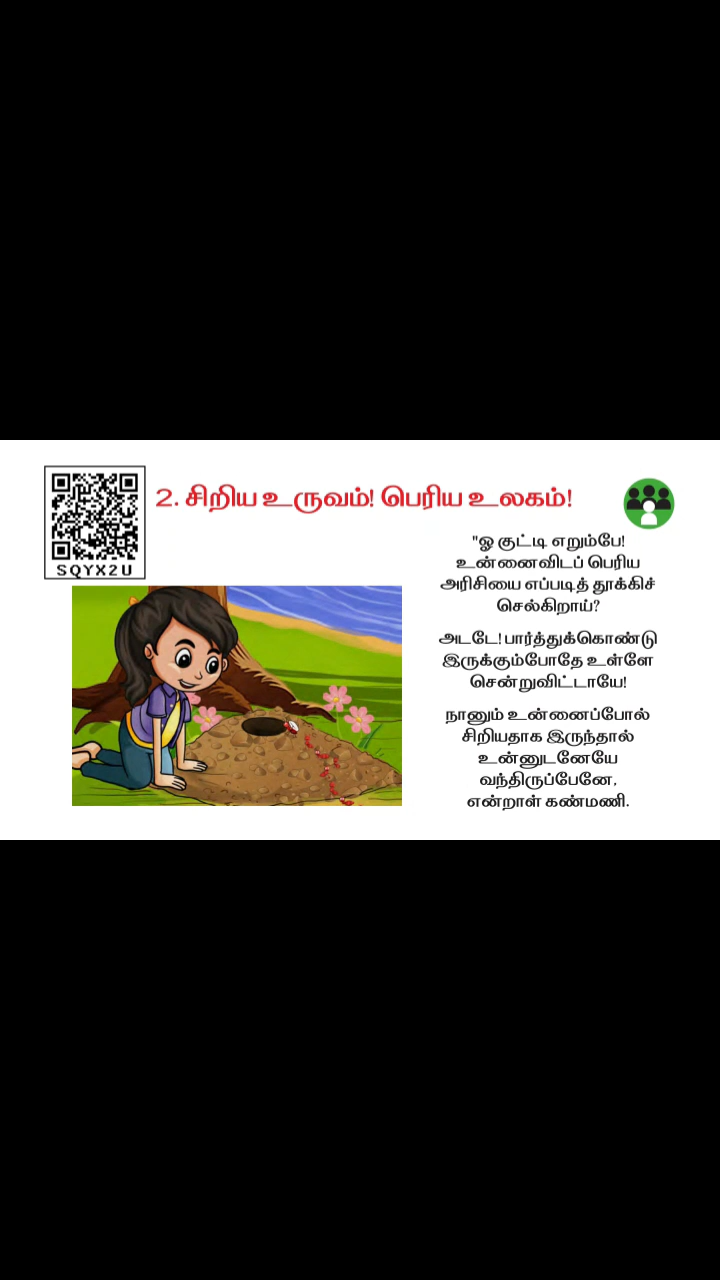 2. சிறிய உருவம்! பெரிய உலகம்!
SQYX2U
"ஓ குட்டி எறும்பே!
உன்னைவிடப் பெரிய
அரிசியை எப்படித் தூக்கிச்
செல்கிறாய்?
அடடே! பார்த்துக்கொண்டு
இருக்கும்போதே உள்ளே
சென்றுவிட்டாயே!
நானும் உன்னைப்போல்
சிறியதாக இருந்தால்
உன்னுடனேயே
வந்திருப்பேனே,
என்றாள் கண்மணி.